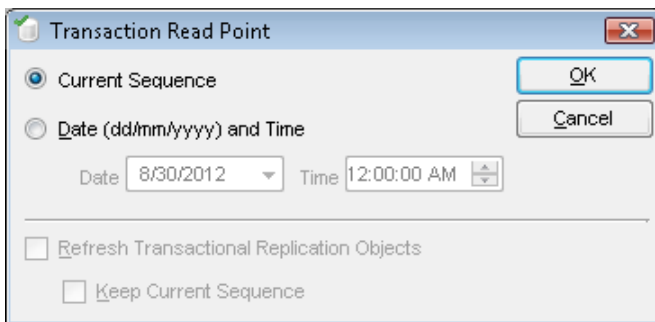 Transaction Read Point
Current Sequence
OK
Date (dd/mm/yyyy) and Time
Cancel
Date 8/30/2012 Time 12:00:00 AM
Refresh Transactional Replication Objects
Keep Current Sequence